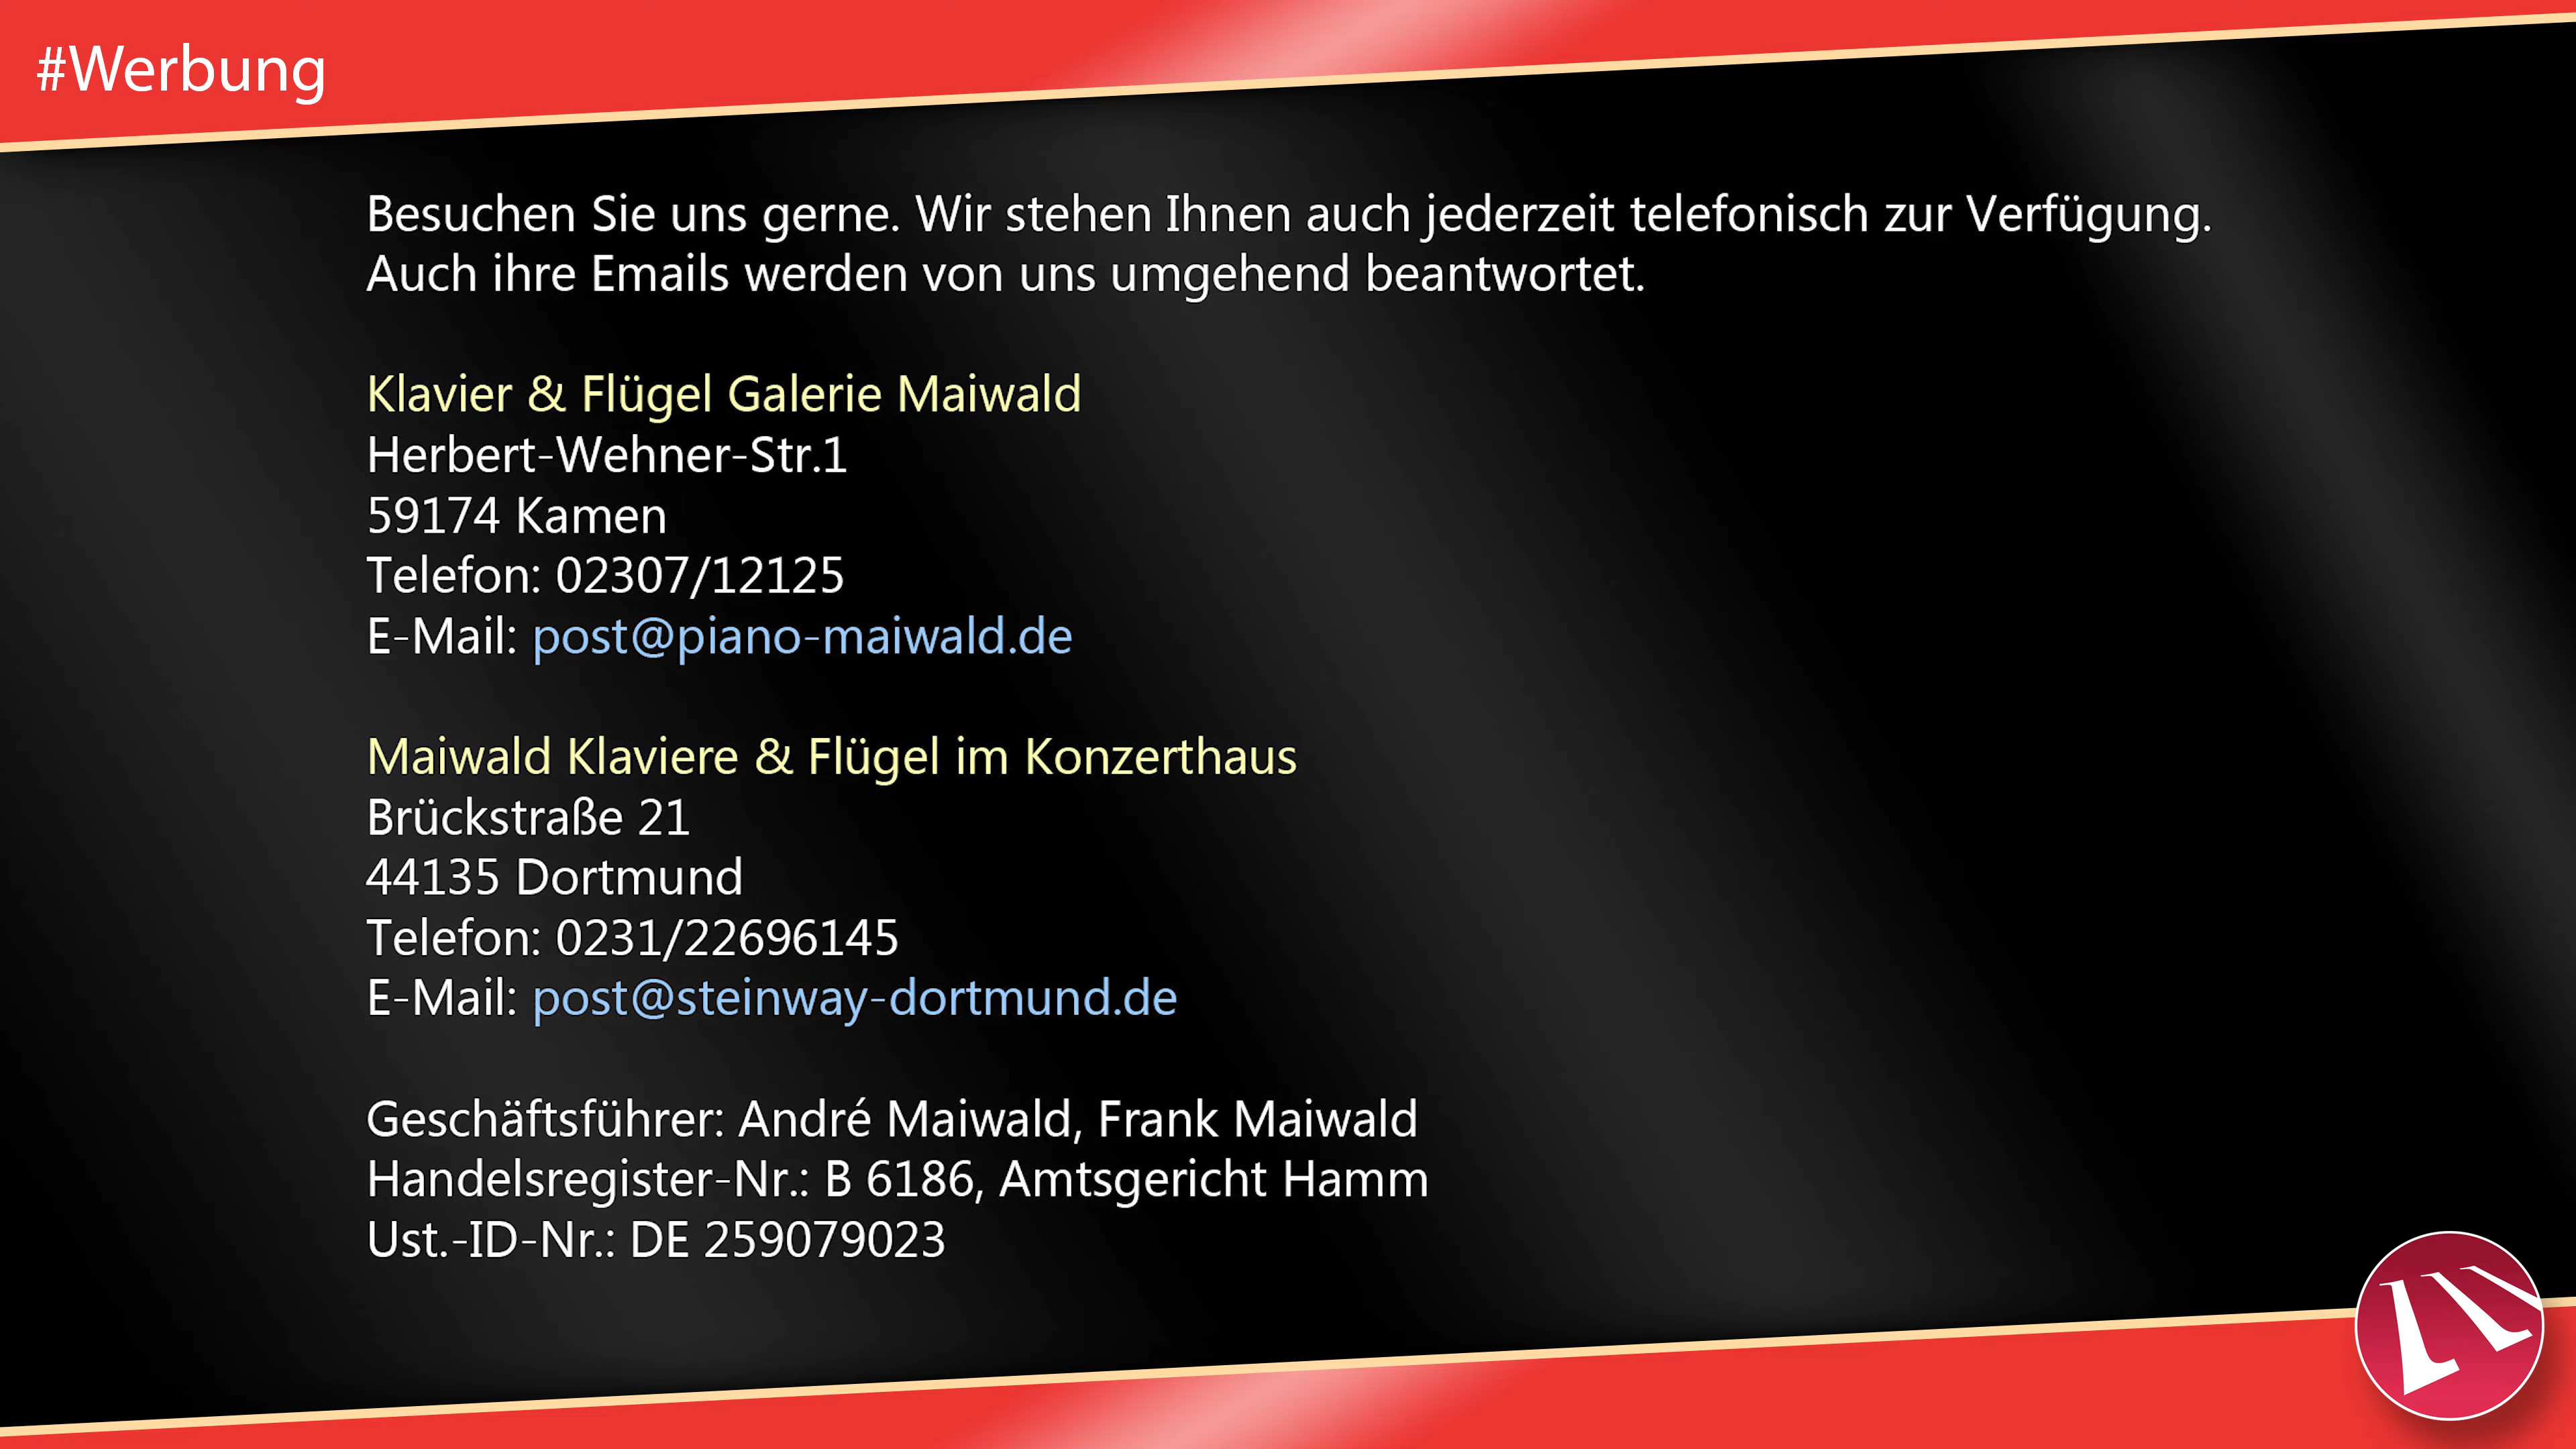 #Werbung
Besuchen Sie uns gerne. Wir stehen Ihnen auch jederzeit telefonisch zur Verfügung.
Auch ihre Emails werden von uns umgehend beantwortet.
Klavier & Flügel Galerie Maiwald
Herbert-Wehner-Str.1
59174 Kamen
Telefon: 02307/12125
E-Mail: post@piano-maiwald.de
Maiwald Klaviere & Flügel im Konzerthaus
Brückstraße 21
44135 Dortmund
Telefon: 0231/22696145
E-Mail: post@steinway-dortmund.de
Geschäftsführer: André Maiwald, Frank Maiwald
Handelsregister-Nr.: B 6186, Amtsgericht Hamm
Ust.-ID-Nr.: DE 259079023